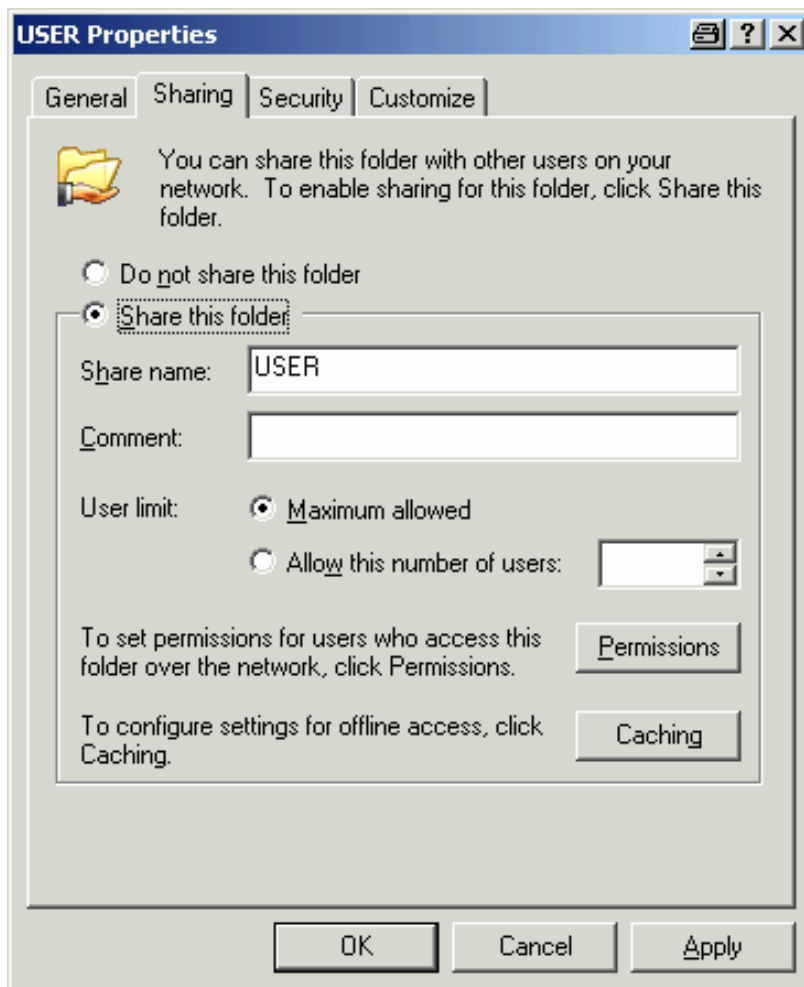 USER Properties
General Sharing Security Customize
You can share this folder with other users on your
network. To enable sharing for this folder, click Share this
folder.
Do not share this folder
Share this folder
Share name: USER
Comment:
User limit: Maximum allowed
Allow this number of users:
To set permissions for users who access this
folder over the network, click Permissions.
Permissions
To configure settings for offline access, click
Caching.
Caching
OK Cancel Apply